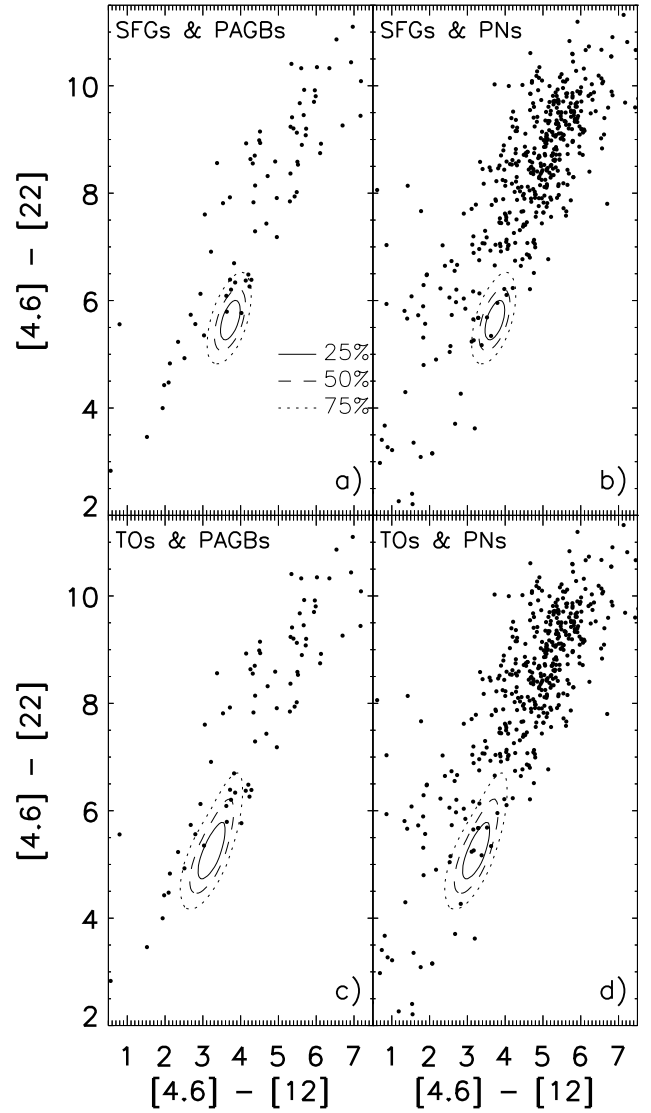 SFGs & PAGBs
SFGs & PNs
10
8
6
4
2
[4.6] – [22]
25%
50%
75%
a)
b)
TOs & PAGBs
TOs & PNs
10
8
6
4
2
[4.6] – [22]
c)
d)
1 2 3 4 5 6 7
1 2 3 4 5 6 7
[4.6] – [12]
[4.6] – [12]